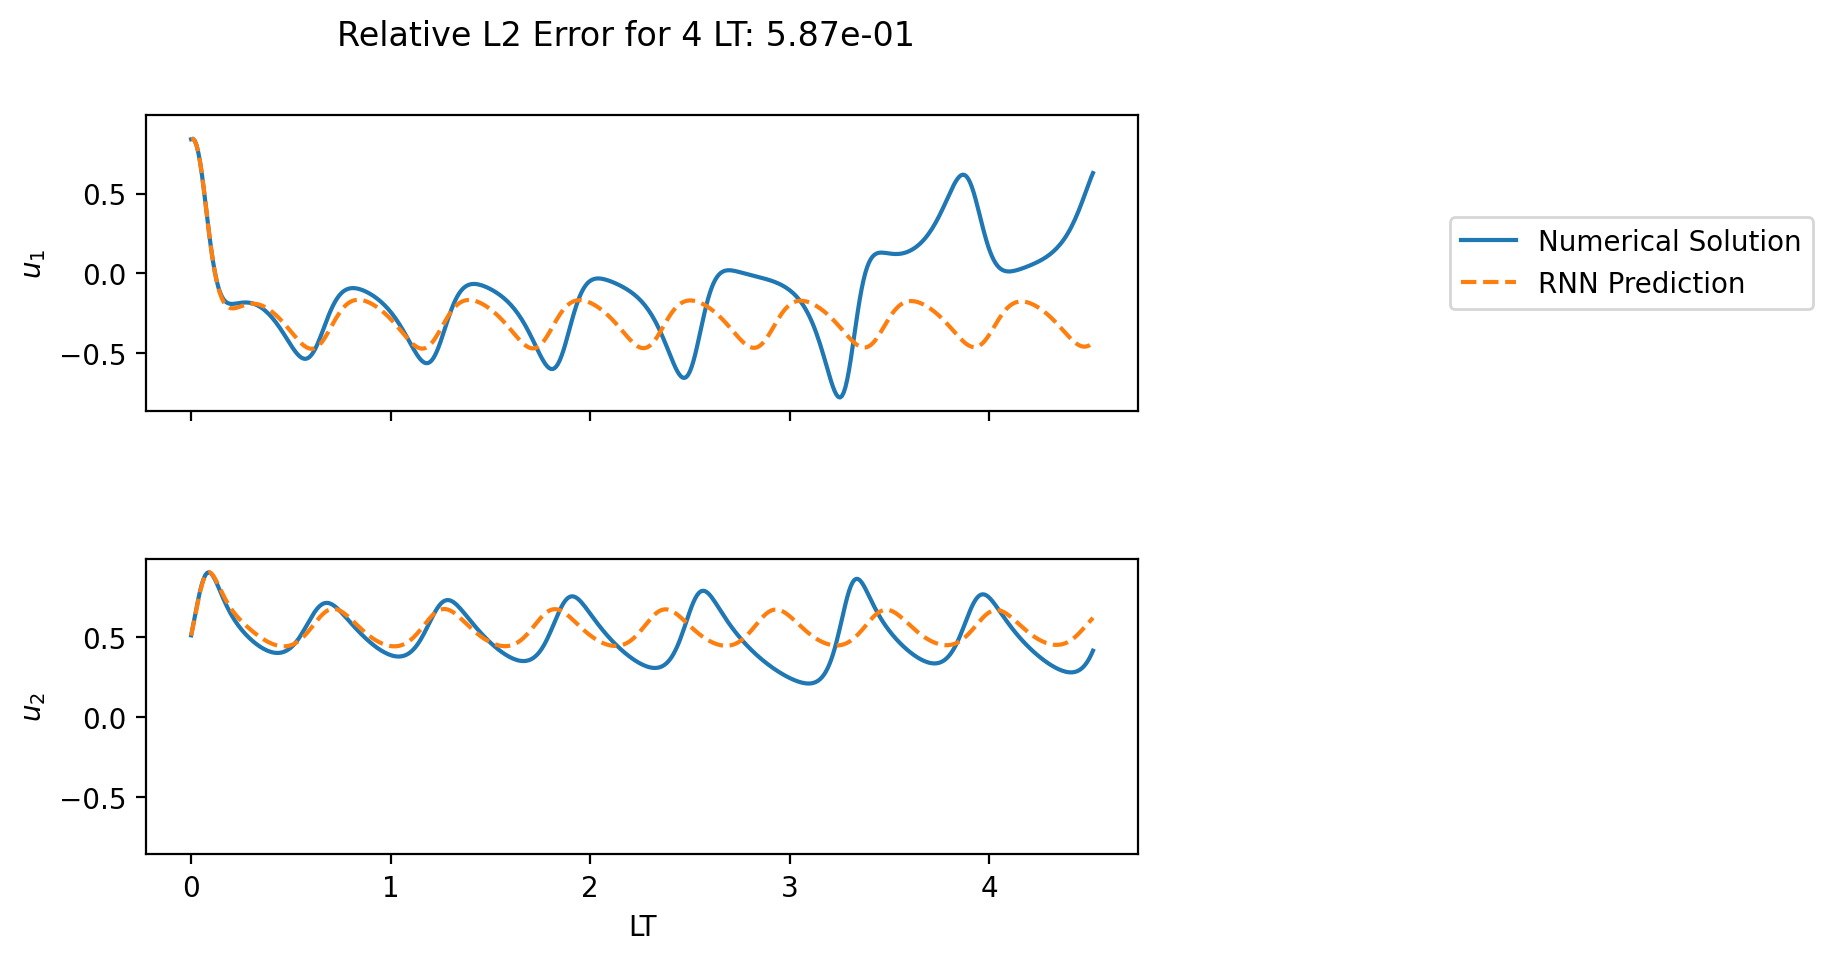 Relative L2 Error for 4 LT: 5.87e-01
0.5
0.0
−0.5
u₁
Numerical Solution
RNN Prediction
0.5
0.0
−0.5
u₂
0 1 2 3 4
LT